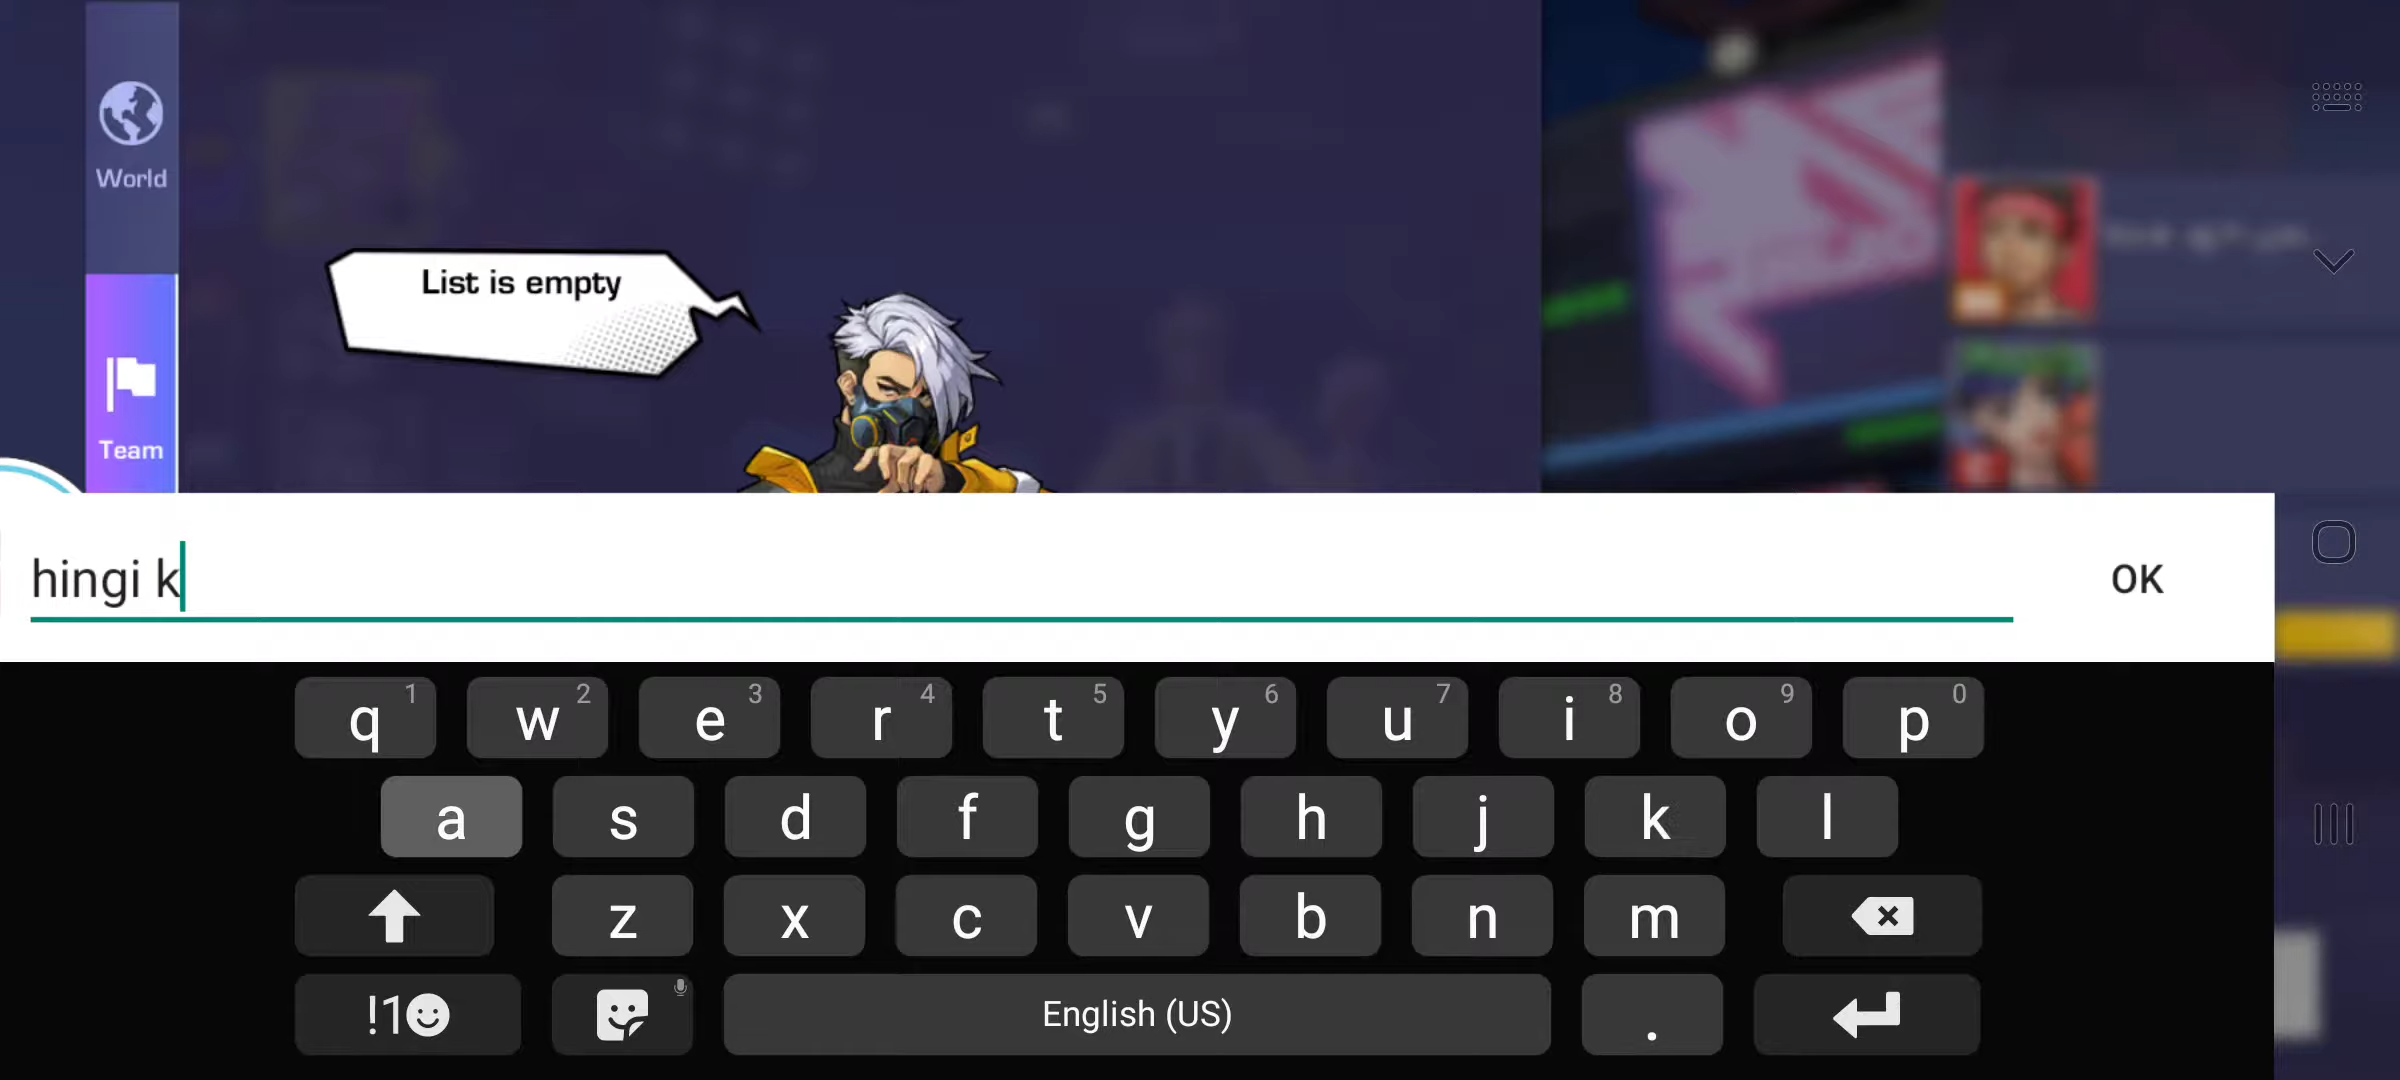 World
List is empty
Team
hingi k
OK
q 1 w 2 e 3 r 4 t 5 y 6 u 7 i 8 o 9 p 0
a s d f g h j k l
z x c v b n m
!1 English (US) .